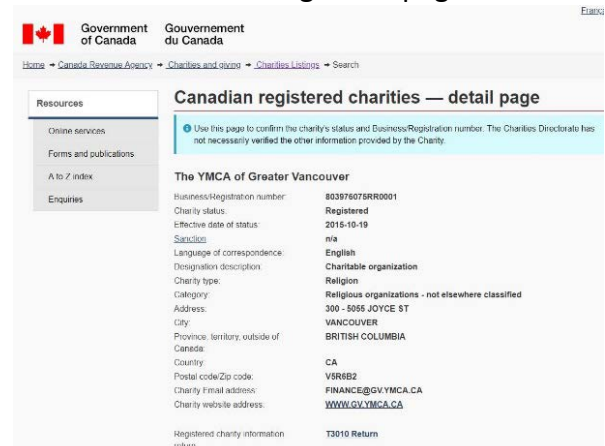 Français
Government of Canada
Gouvernement du Canada
Home → Canada Revenue Agency → Charities and giving → Charities Listings → Search
Resources
Online services
Forms and publications
A to Z index
Enquiries
Canadian registered charities — detail page
Use this page to confirm the charity's status and Business/Registration number. The Charities Directorate has
not necessarily verified the other information provided by the Charity.
The YMCA of Greater Vancouver
Business/Registration number: 803976075RR0001
Charity status: Registered
Effective date of status: 2015-10-19
Sanction n/a
Language of correspondence: English
Designation description: Charitable organization
Charity type: Religion
Category: Religious organizations - not elsewhere classified
Address: 300 - 5055 JOYCE ST
City: VANCOUVER
Province, territory, outside of Canada: BRITISH COLUMBIA
Country: CA
Postal code/Zip code: V5R6B2
Charity Email address: FINANCE@GV.YMCA.CA
Charity website address: WWW.GV.YMCA.CA
Registered charity information return T3010 Return